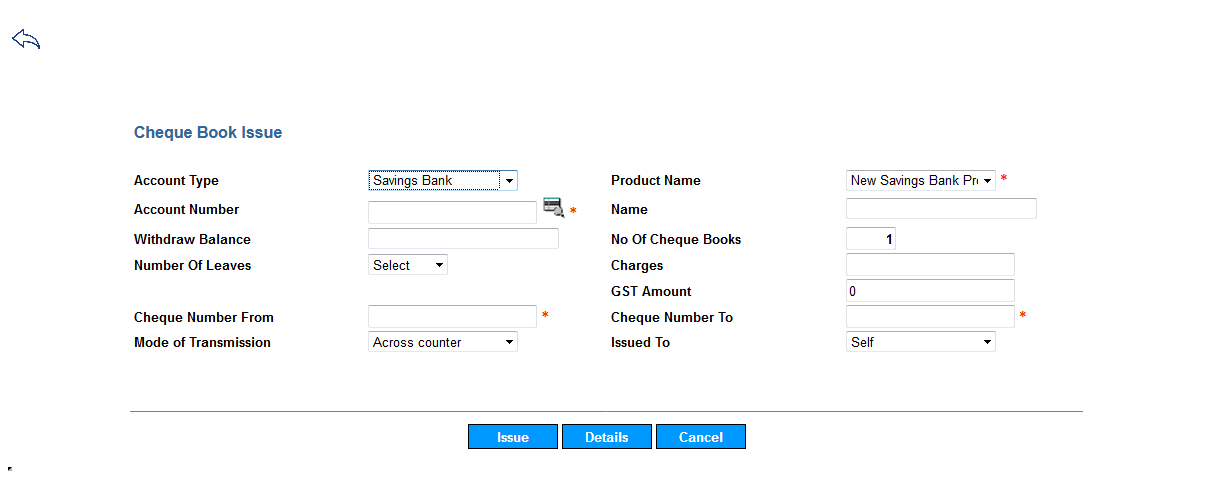 Cheque Book Issue
Account Type Savings Bank Product Name New Savings Bank Pr *
Account Number * Name
Withdraw Balance No Of Cheque Books 1
Number Of Leaves Select Charges
GST Amount 0
Cheque Number From * Cheque Number To *
Mode of Transmission Across counter Issued To Self
Issue Details Cancel